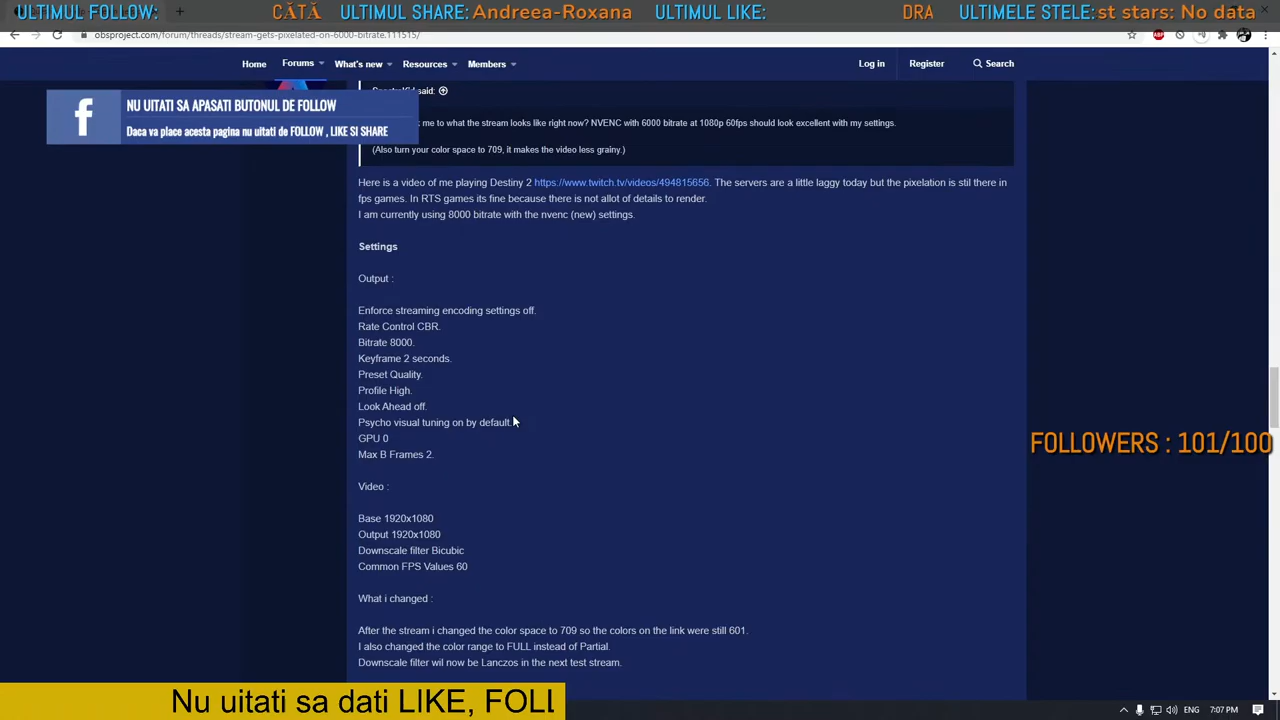 ULTIMUL FOLLOW: CĂTĂ ULTIMUL SHARE: Andreea-Roxana ULTIMUL LIKE: DRA ULTIMELE STELE: st stars: No data
obsproject.com/forum/threads/stream-gets-pixelated-on-6000-bitrate.111515/
Home Forums What's new Resources Members Log in Register Search
said:
NU UITATI SA APASATI BUTONUL DE FOLLOW
Daca va place acesta pagina nu uitati de FOLLOW , LIKE SI SHARE
me to what the stream looks like right now? NVENC with 6000 bitrate at 1080p 60fps should look excellent with my settings.
(Also turn your color space to 709, it makes the video less grainy.)
Here is a video of me playing Destiny 2 https://www.twitch.tv/videos/494815656. The servers are a little laggy today but the pixelation is stil there in
fps games. In RTS games its fine because there is not allot of details to render.
I am currently using 8000 bitrate with the nvenc (new) settings.
Settings
Output :
Enforce streaming encoding settings off.
Rate Control CBR.
Bitrate 8000.
Keyframe 2 seconds.
Preset Quality.
Profile High.
Look Ahead off.
Psycho visual tuning on by default.
GPU 0
Max B Frames 2.
FOLLOWERS : 101/100
Video :
Base 1920x1080
Output 1920x1080
Downscale filter Bicubic
Common FPS Values 60
What i changed :
After the stream i changed the color space to 709 so the colors on the link were still 601.
I also changed the color range to FULL instead of Partial.
Downscale filter wil now be Lanczos in the next test stream.
Nu uitati sa dati LIKE, FOLL
ENG 7:07 PM